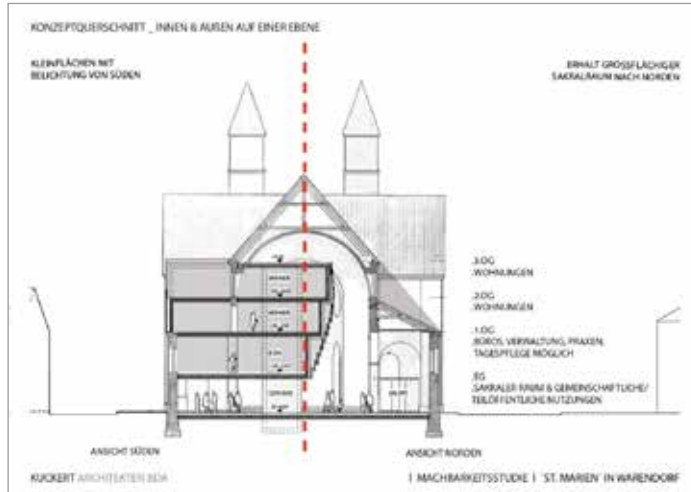 KONZEPTQUERSCHNITT _ INNEN & AUßEN AUF EINER EBENE
KLEINFLÄCHEN MIT
BELICHTUNG VON SÜDEN
ERHALT GROSSFLÄCHIGER
SAKRALRAUM NACH NORDEN
.3.OG
.WOHNUNGEN
.2.OG
.WOHNUNGEN
.1.OG
.BÜROS, VERWALTUNG, PRAXEN,
TAGESPFLEGE MÖGLICH
.EG
.SAKRALER RAUM & GEMEINSCHAFTLICHE/
TEILÖFFENTLICHE NUTZUNGEN
ANSICHT SÜDEN
ANSICHT NORDEN
KUCKERT ARCHITEKTEN BDA
| MACHBARKEITSSTUDIE | 'ST. MARIEN' IN WARENDORF